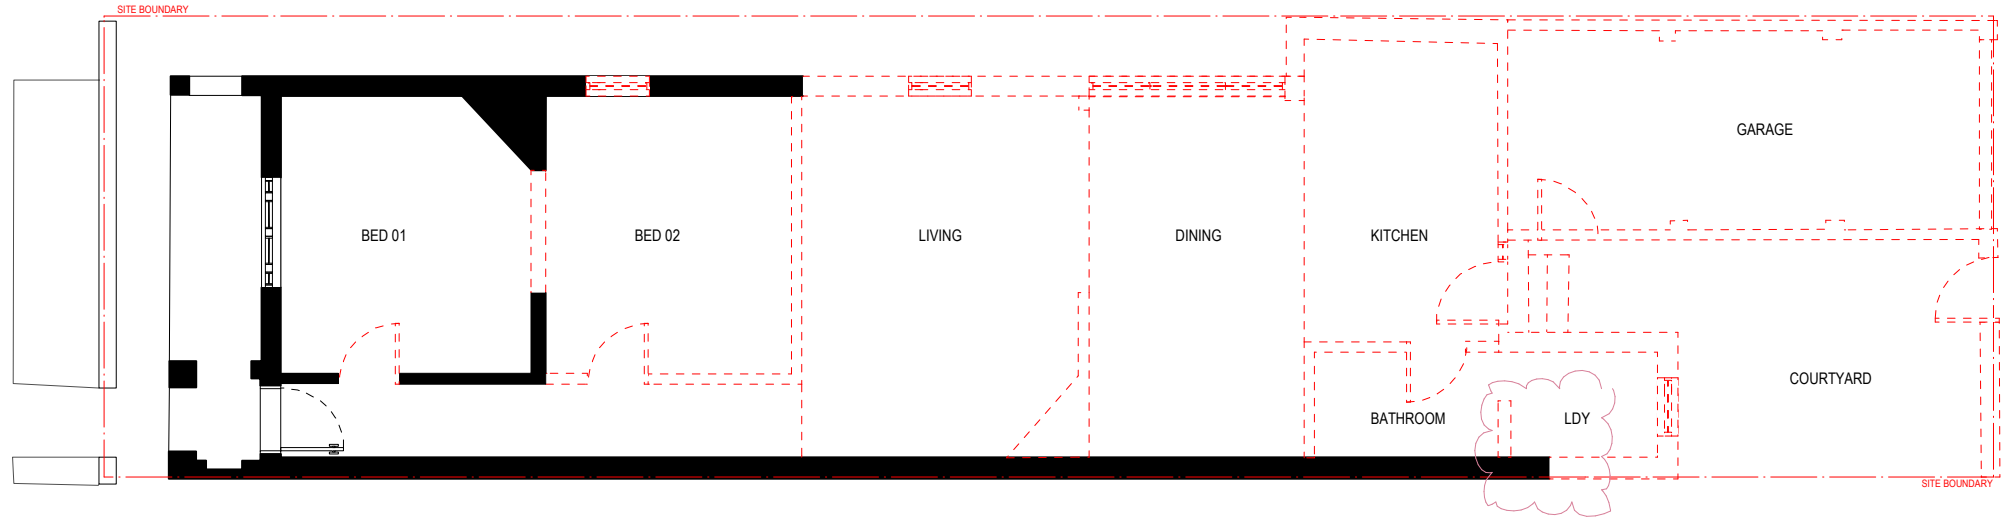 SITE BOUNDARY
GARAGE
BED 01
BED 02
LIVING
DINING
KITCHEN
COURTYARD
BATHROOM
LDY
SITE BOUNDARY